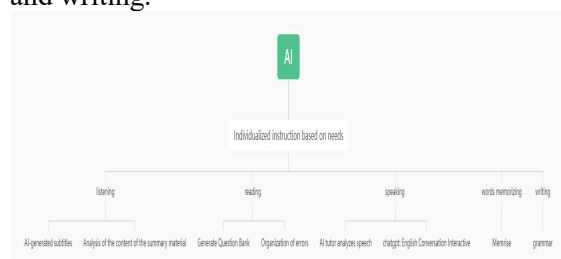 and writing.
AI
Individualized instruction based on needs
listening reading speaking words memorizing writing
AI-generated subtitles Analysis of the content of the summary material Generate Question Bank Organization of errors AI tutor analyzes speech chatgpt: English Conversation Interactive Memrise grammar